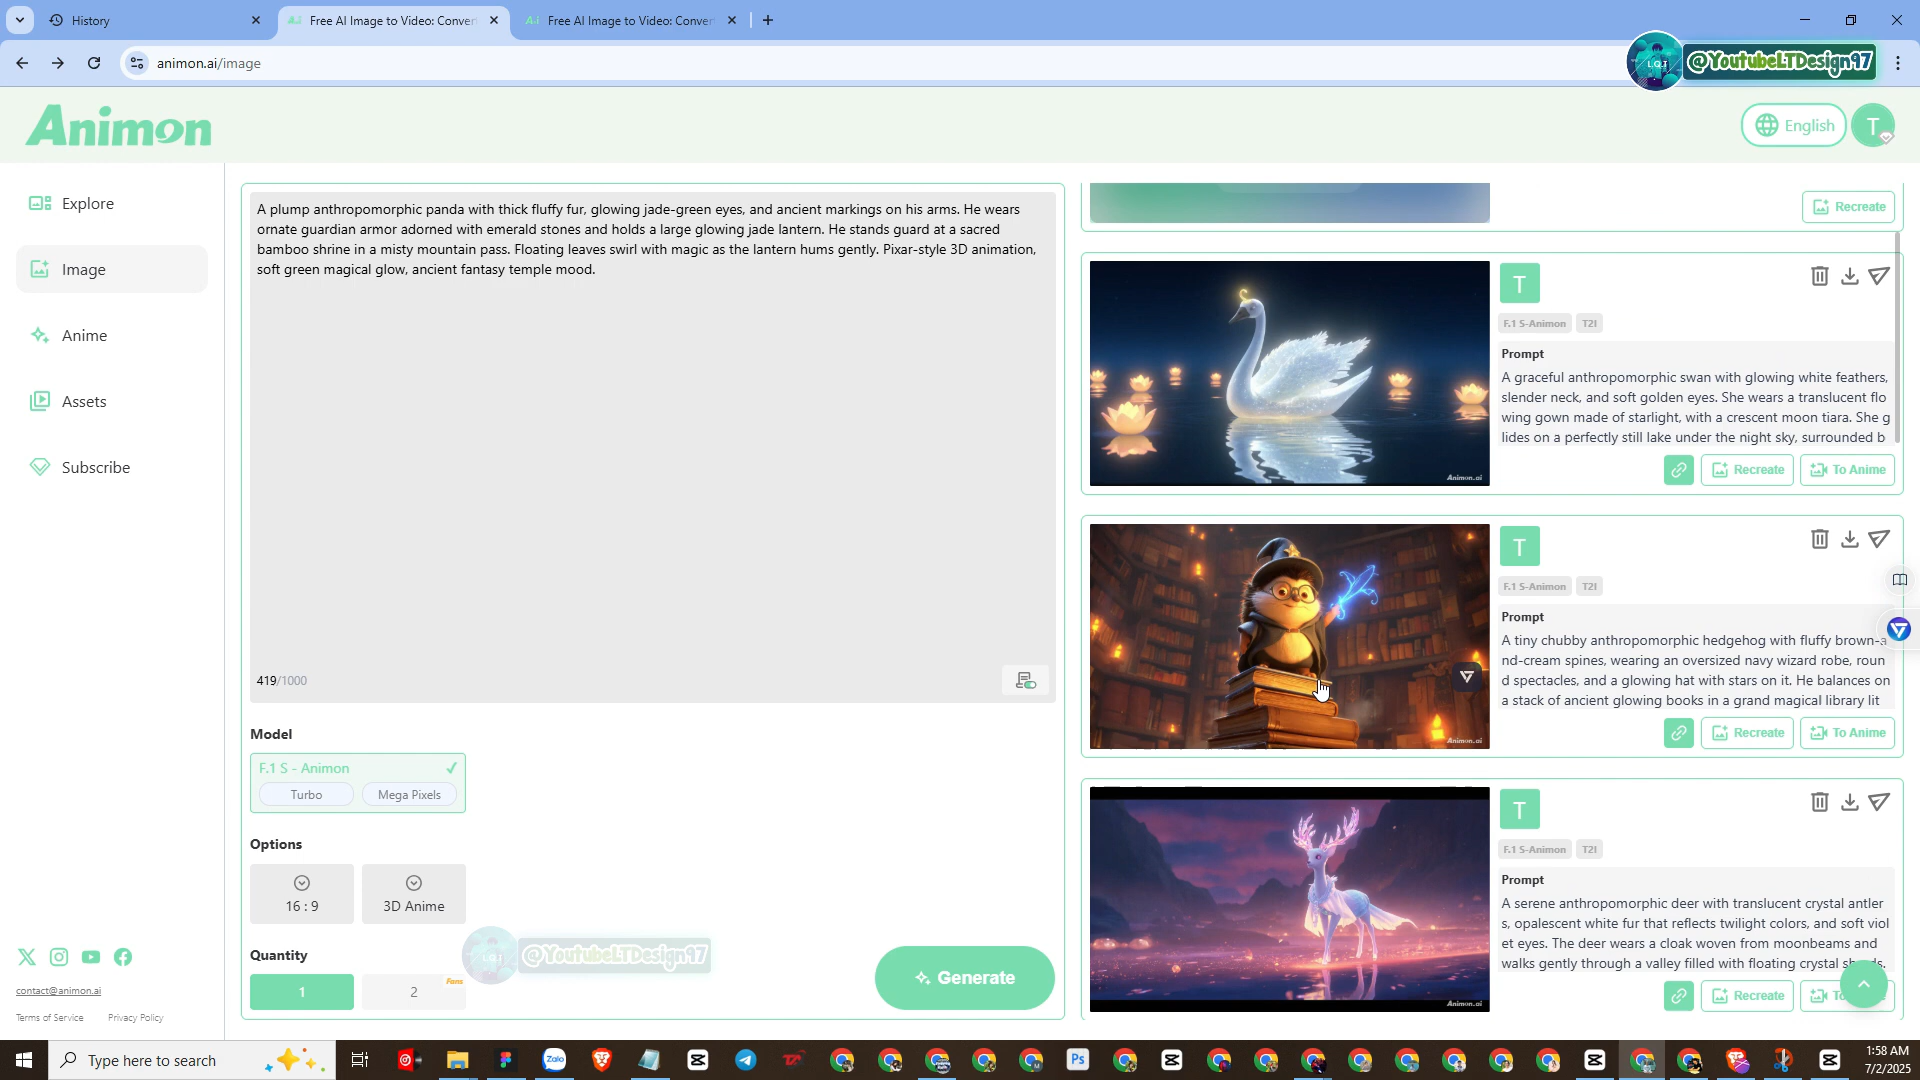 History
Free AI Image to Video: Conver
Free AI Image to Video: Conver
animon.ai/image
@YoutubeLTDesign97
Animon
English
T
Explore
Image
Anime
Assets
Subscribe
contact@animon.ai
Terms of Service
Privacy Policy
A plump anthropomorphic panda with thick fluffy fur, glowing jade-green eyes, and ancient markings on his arms. He wears
ornate guardian armor adorned with emerald stones and holds a large glowing jade lantern. He stands guard at a sacred
bamboo shrine in a misty mountain pass. Floating leaves swirl with magic as the lantern hums gently. Pixar-style 3D animation,
soft green magical glow, ancient fantasy temple mood.
419/1000
Model
F.1 S - Animon
Turbo
Mega Pixels
Options
16 : 9
3D Anime
Quantity
1
2
Fans
@YoutubeLTDesign97
Generate
Recreate
Animon.ai
T
F.1 S-Animon
T2I
Prompt
A graceful anthropomorphic swan with glowing white feathers,
slender neck, and soft golden eyes. She wears a translucent flo
wing gown made of starlight, with a crescent moon tiara. She g
lides on a perfectly still lake under the night sky, surrounded b
Recreate
To Anime
Animon.ai
T
F.1 S-Animon
T2I
Prompt
A tiny chubby anthropomorphic hedgehog with fluffy brown-a
nd-cream spines, wearing an oversized navy wizard robe, roun
d spectacles, and a glowing hat with stars on it. He balances on
a stack of ancient glowing books in a grand magical library lit
Recreate
To Anime
Animon.ai
T
F.1 S-Animon
T2I
Prompt
A serene anthropomorphic deer with translucent crystal antler
s, opalescent white fur that reflects twilight colors, and soft viol
et eyes. The deer wears a cloak woven from moonbeams and
walks gently through a valley filled with floating crystal
Recreate
Type here to search
Zalo
Ps
1:58 AM
7/2/2025